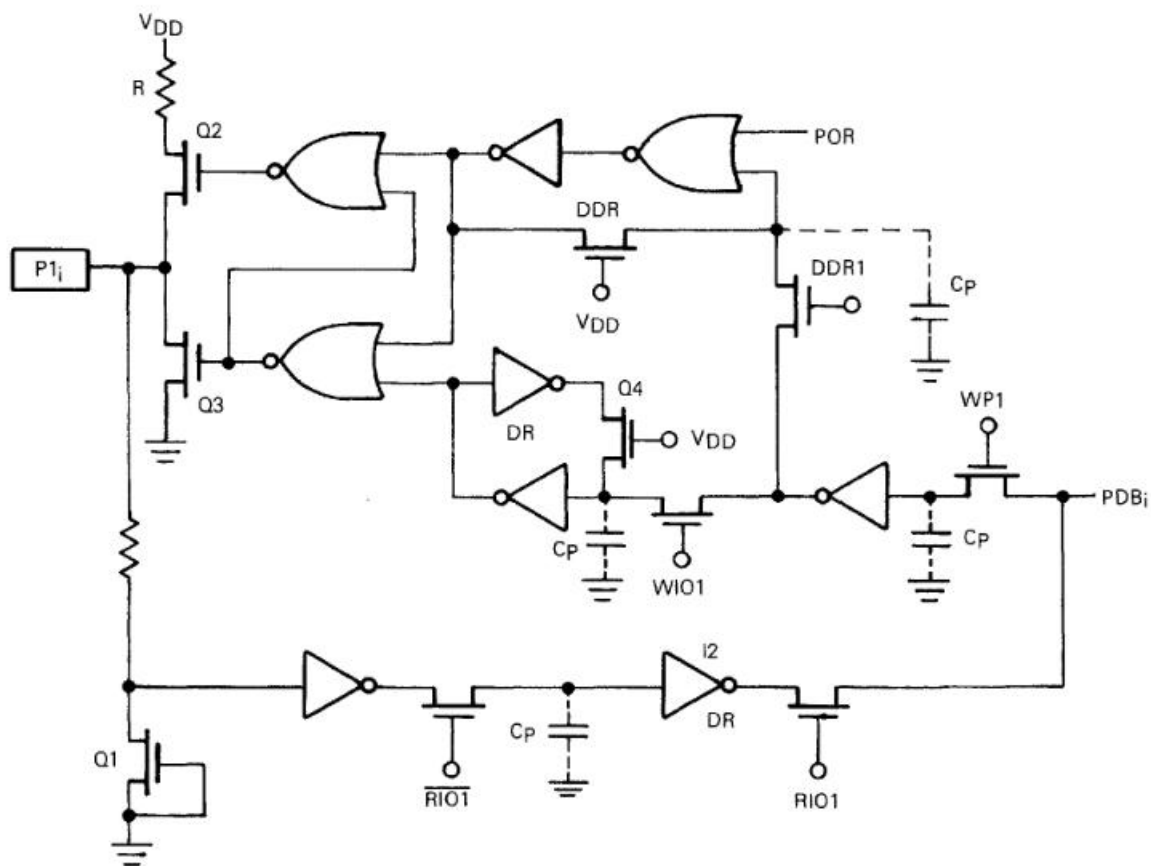 VDD
R
Q2
POR
DDR
DDR1
CP
P1i
VDD
Q3
Q4
WP1
DR
VDD
PDBi
CP
CP
WIO1
I2
DR
CP
Q1
RIO1
RIO1